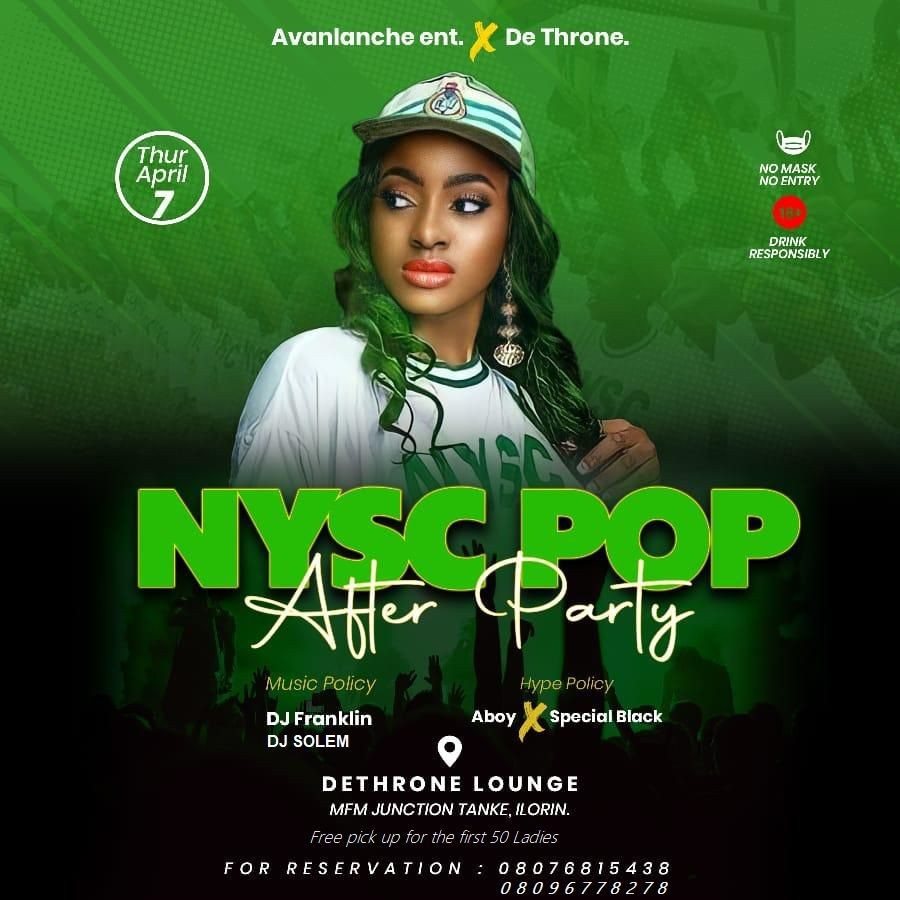 Avanlanche ent. X De Throne.
Thur
April
7
NO MASK
NO ENTRY
18+
DRINK
RESPONSIBLY
NYSC
NYSC POP
After Party
Music Policy
DJ Franklin
DJ SOLEM
Hype Policy
Aboy X Special Black
DETHRONE LOUNGE
MFM JUNCTION TANKE, ILORIN.
Free pick up for the first 50 Ladies
FOR RESERVATION : 08076815438
08096778278